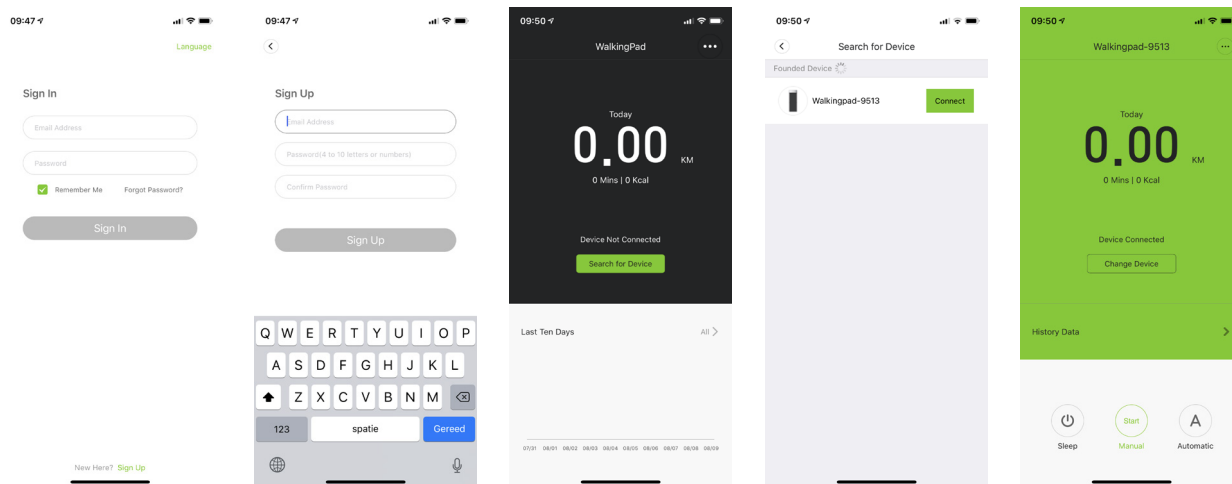 09:47
Language
Sign In
Email Address
Password
Remember Me Forgot Password?
Sign In
New Here? Sign Up
09:47
Sign Up
Email Address
Password(4 to 10 letters or numbers)
Confirm Password
Sign Up
Q W E R T Y U I O P
A S D F G H J K L
Z X C V B N M
123 spatie Gereed
09:50
WalkingPad
Today
0.00 KM
0 Mins | 0 Kcal
Device Not Connected
Search for Device
Last Ten Days All
07/31 08/01 08/02 08/03 08/04 08/05 08/06 08/07 08/08 08/09
09:50
Search for Device
Founded Device
Walkingpad-9513 Connect
09:50
Walkingpad-9513
Today
0.00 KM
0 Mins | 0 Kcal
Device Connected
Change Device
History Data
Start A
Sleep Manual Automatic